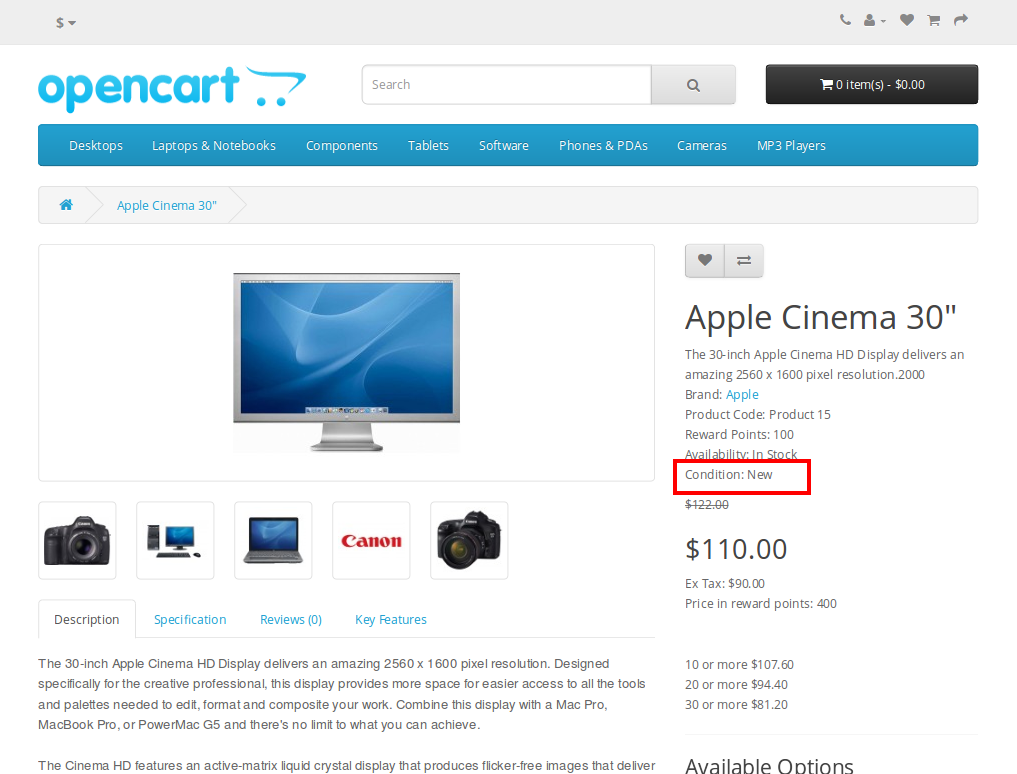 $
opencart
Search
0 item(s) - $0.00
Desktops Laptops & Notebooks Components Tablets Software Phones & PDAs Cameras MP3 Players
Apple Cinema 30"
Apple Cinema 30"
The 30-inch Apple Cinema HD Display delivers an
amazing 2560 x 1600 pixel resolution.2000
Brand: Apple
Product Code: Product 15
Reward Points: 100
Availability: In Stock
Condition: New
$122.00
$110.00
Ex Tax: $90.00
Price in reward points: 400
10 or more $107.60
20 or more $94.40
30 or more $81.20
Available Options
Canon
Description Specification Reviews (0) Key Features
The 30-inch Apple Cinema HD Display delivers an amazing 2560 x 1600 pixel resolution. Designed
specifically for the creative professional, this display provides more space for easier access to all the tools
and palettes needed to edit, format and composite your work. Combine this display with a Mac Pro,
MacBook Pro, or PowerMac G5 and there's no limit to what you can achieve.
The Cinema HD features an active-matrix liquid crystal display that produces flicker-free images that deliver